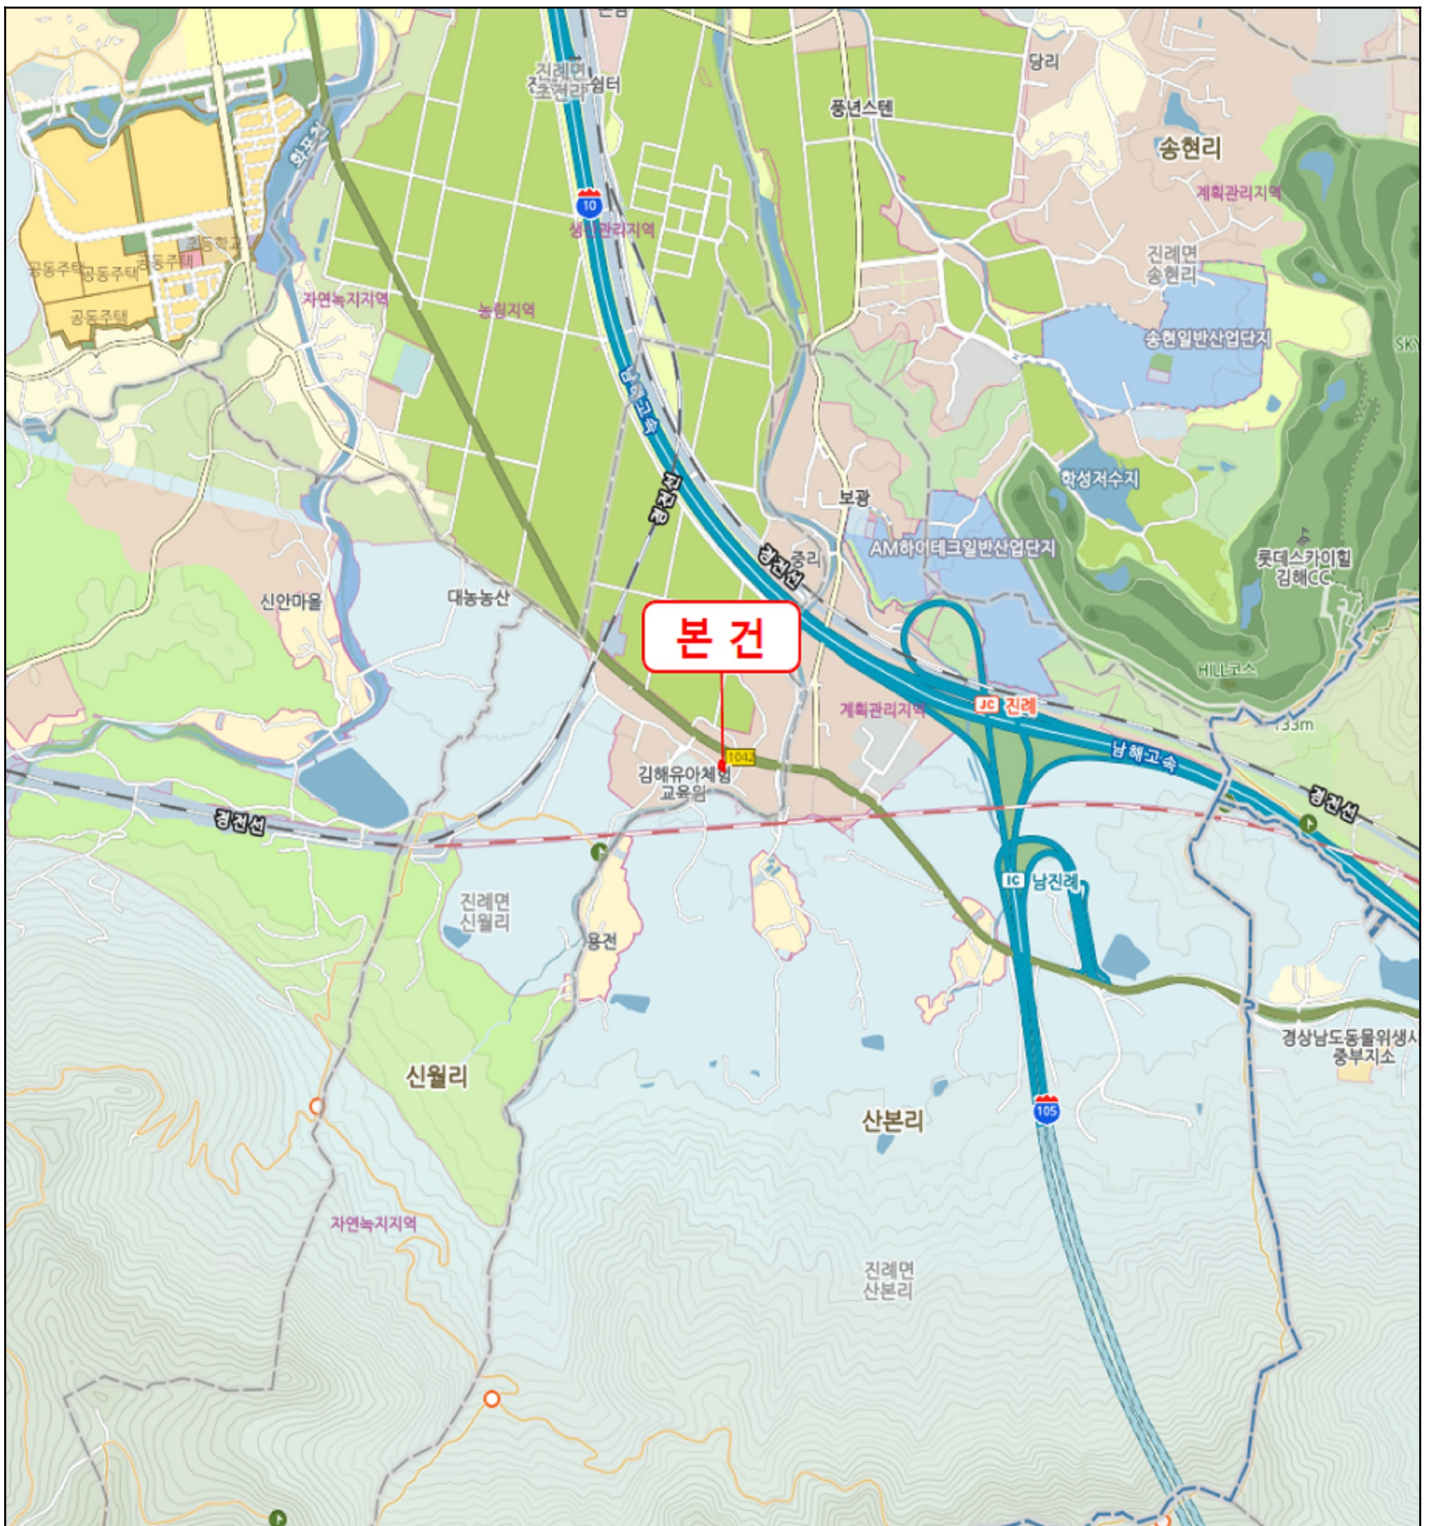 당리
진례면
초전리
쉼터
풍년스텐
화포천
송현리
계획관리지역
10
생산관리지역
진례면
송현리
공동주택
공동주택
공동주택
자연녹지지역
농림지역
공동주택
송현일반산업단지
SKY
남해고속
학성저수지
경전선
보광
AM하이테크일반산업단지
경전선
중리
롯데스카이힐
김해CC
신안마을
대농농산
본 건
HILL코스
계획관리지역
JC 진례
133m
남해고속
1042
김해유아체험
교육원
경전선
경전선
IC 남진례
진례면
신월리
용전
경상남도동물위생시
중부지소
신월리
105
산본리
자연녹지지역
진례면
산본리